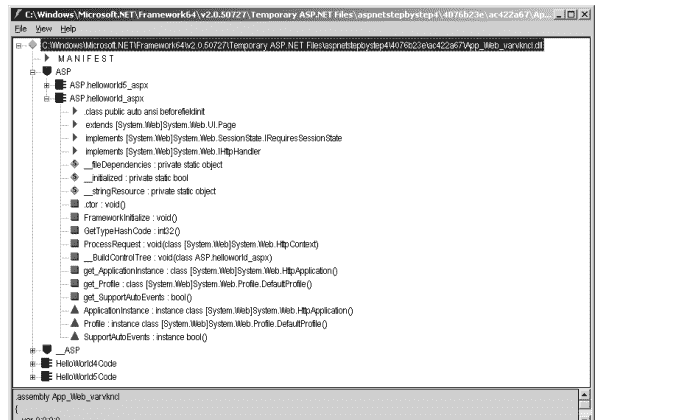 C:\Windows\Microsoft.NET\Framework64\v2.0.50727\Temporary ASP.NET Files\aspnetstepbystep4\4076b23e\ac422a67\Ap...
File View Help
C:\Windows\Microsoft.NET\Framework64\v2.0.50727\Temporary ASP.NET Files\aspnetstepbystep4\4076b23e\ac422a67\App_Web_varvkncl.dll
MANIFEST
ASP
ASP.helloworld5_aspx
ASP.helloworld_aspx
.class public auto ansi beforefieldinit
extends [System.Web]System.Web.UI.Page
implements [System.Web]System.Web.SessionState.IRequiresSessionState
implements [System.Web]System.Web.IHttpHandler
__fileDependencies : private static object
__initialized : private static bool
__stringResource : private static object
.ctor : void()
FrameworkInitialize : void()
GetTypeHashCode : int32()
ProcessRequest : void(class [System.Web]System.Web.HttpContext)
__BuildControlTree : void(class ASP.helloworld_aspx)
get_ApplicationInstance : class [System.Web]System.Web.HttpApplication()
get_Profile : class [System.Web]System.Web.Profile.DefaultProfile()
get_SupportAutoEvents : bool()
ApplicationInstance : instance class [System.Web]System.Web.HttpApplication()
Profile : instance class [System.Web]System.Web.Profile.DefaultProfile()
SupportAutoEvents : instance bool()
__ASP
HelloWorld4Code
HelloWorld5Code
.assembly App_Web_varvkncl
{
.ver 0:0:0:0